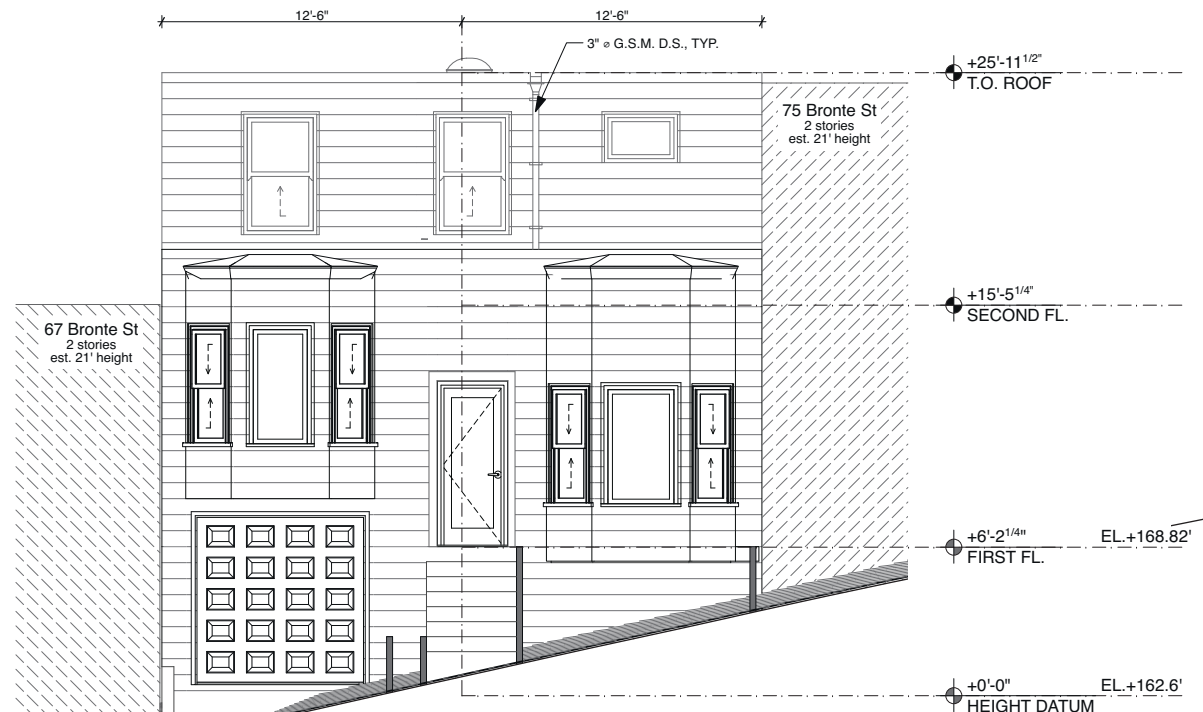 12'-6" 12'-6"
3" ⌀ G.S.M. D.S., TYP.
+25'-11 1/2"
T.O. ROOF
75 Bronte St
2 stories
est. 21' height
+15'-5 1/4"
SECOND FL.
67 Bronte St
2 stories
est. 21' height
+6'-2 1/4" EL.+168.82'
FIRST FL.
+0'-0" EL.+162.6'
HEIGHT DATUM